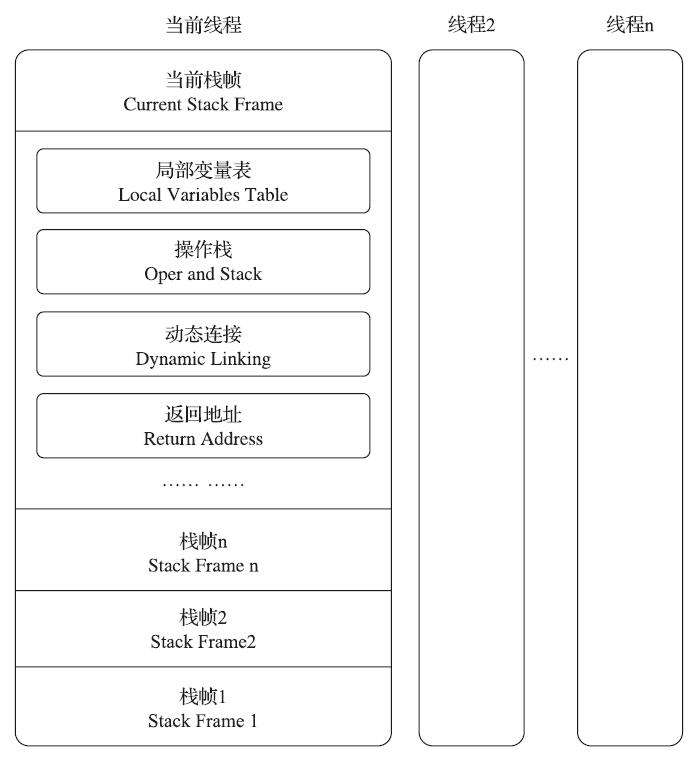 当前线程
线程2
线程n
当前栈帧
Current Stack Frame
局部变量表
Local Variables Table
操作栈
Oper and Stack
动态连接
Dynamic Linking
……
返回地址
Return Address
…… ……
栈帧n
Stack Frame n
栈帧2
Stack Frame2
栈帧1
Stack Frame 1